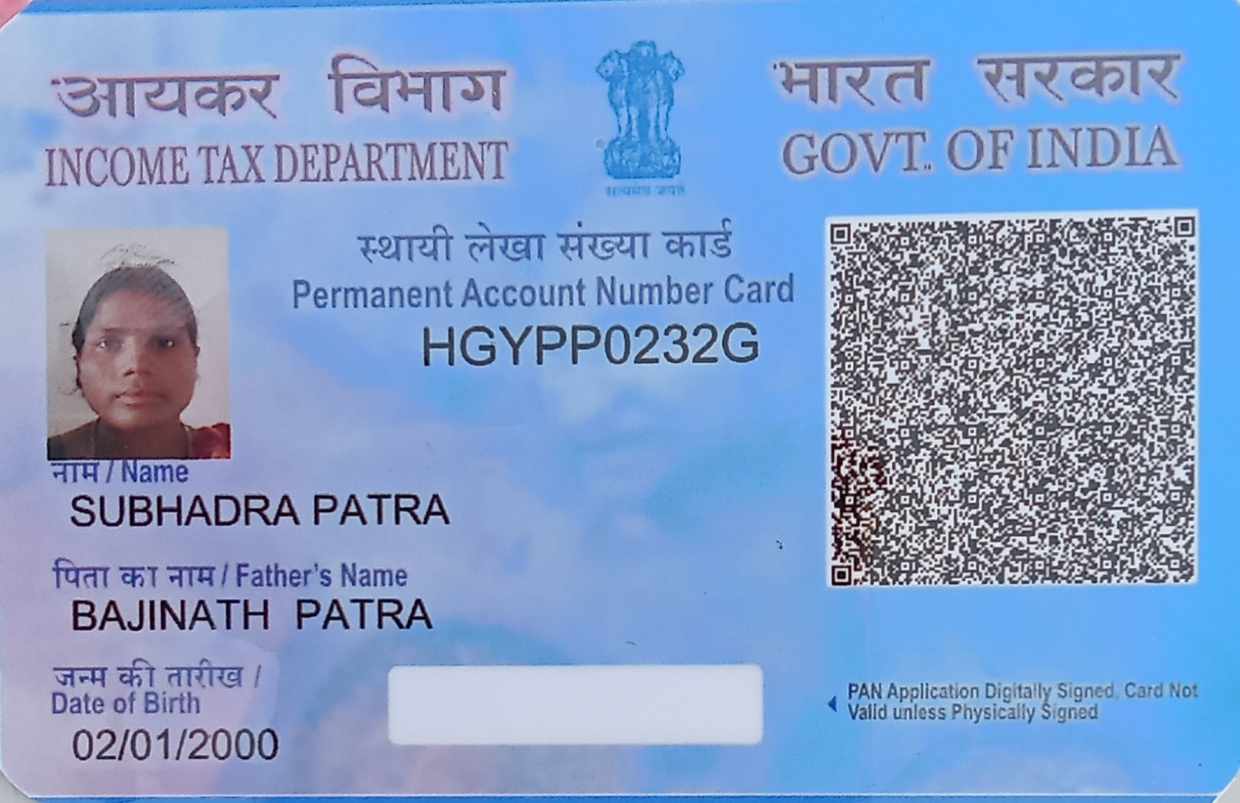 आयकर विभाग
INCOME TAX DEPARTMENT
सत्यमेव जयते
भारत सरकार
GOVT. OF INDIA
स्थायी लेखा संख्या कार्ड
Permanent Account Number Card
HGYPP0232G
नाम / Name
SUBHADRA PATRA
पिता का नाम / Father's Name
BAJINATH PATRA
जन्म की तारीख /
Date of Birth
02/01/2000
PAN Application Digitally Signed, Card Not
Valid unless Physically Signed